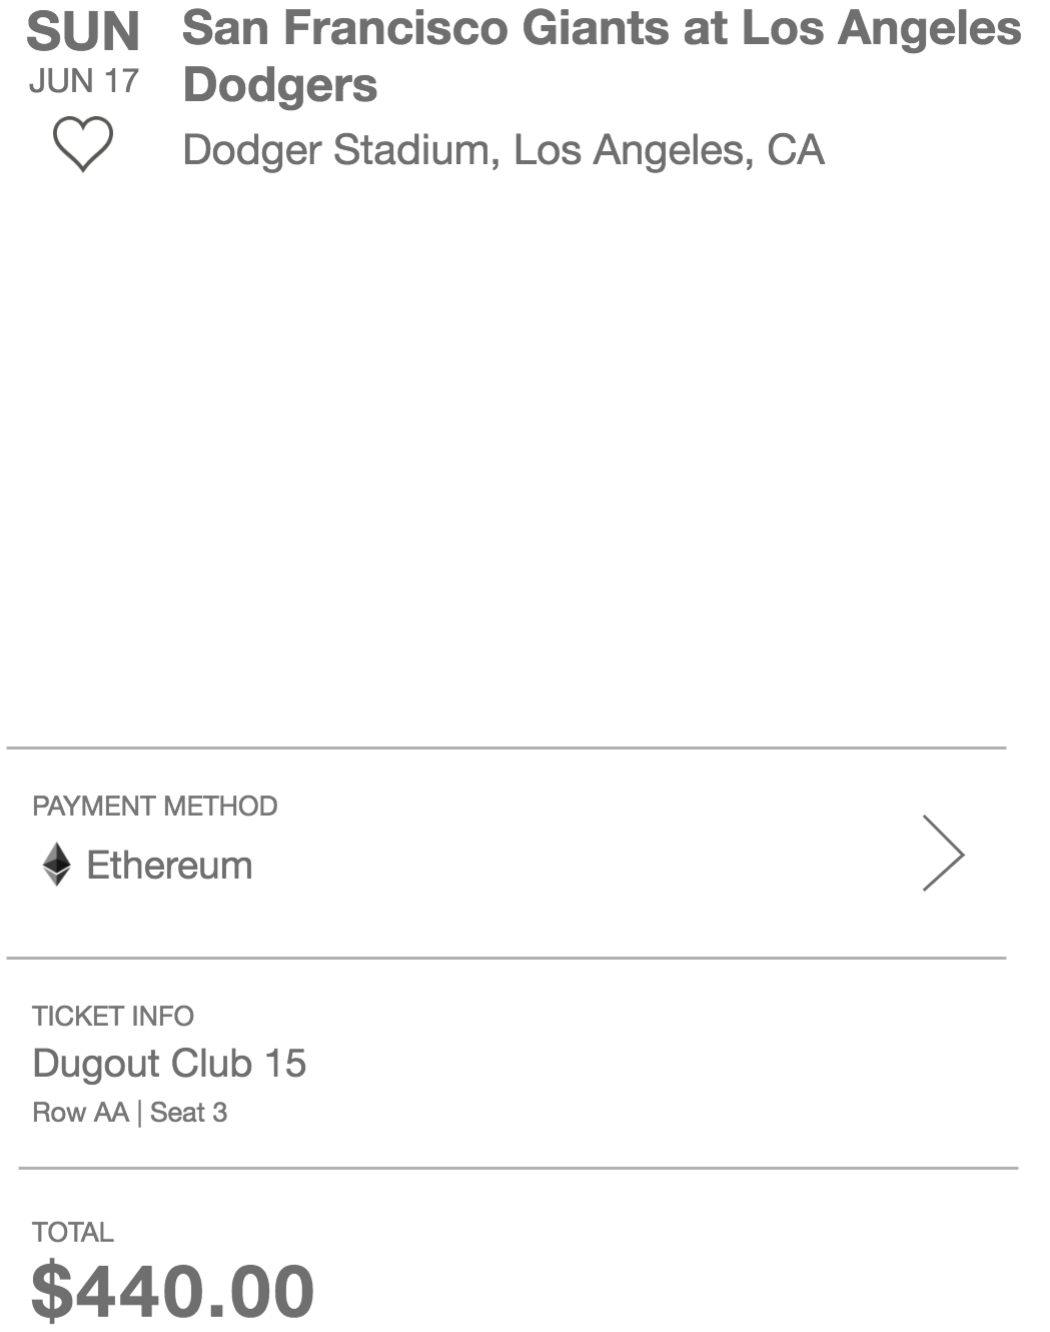 SUN
JUN 17
San Francisco Giants at Los Angeles
Dodgers
Dodger Stadium, Los Angeles, CA
PAYMENT METHOD
Ethereum
TICKET INFO
Dugout Club 15
Row AA | Seat 3
TOTAL
$440.00